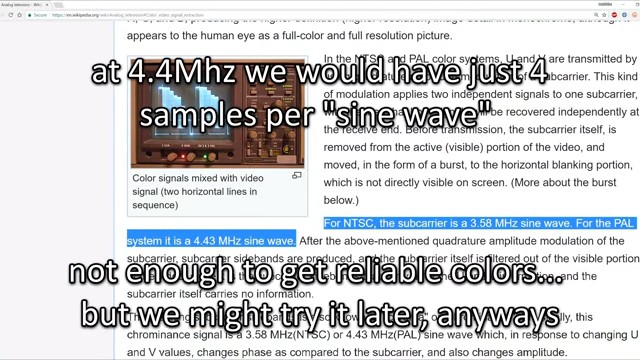 Analog television - Wikip
https://en.wikipedia.org/wiki/Analog_television#Color_video_signal_extraction
appears to the human eye as a full-color and full resolution picture.
at 4.4Mhz we would have just 4
samples per "sine wave"
In the NTSC and PAL color systems, U and V are transmitted by
subcarrier. This kind
of modulation applies two independent signals to one subcarrier,
will be recovered independently at
the receive end. Before transmission, the subcarrier itself, is
removed from the active (visible) portion of the video, and
moved, in the form of a burst, to the horizontal blanking portion,
which is not directly visible on screen. (More about the burst
below.)
Color signals mixed with video
signal (two horizontal lines in
sequence)
For NTSC, the subcarrier is a 3.58 MHz sine wave. For the PAL
system it is a 4.43 MHz sine wave. After the above-mentioned quadrature amplitude modulation of the
subcarrier, subcarrier sidebands are produced, and the subcarrier itself is filtered out of the visible portion
not enough to get reliable colors...
subcarrier itself carries no information.
but we might try it later, anyways
chrominance signal is a 3.58 MHz(NTSC) or 4.43 MHz(PAL) sine wave which, in response to changing U
and V values, changes phase as compared to the subcarrier, and also changes amplitude.